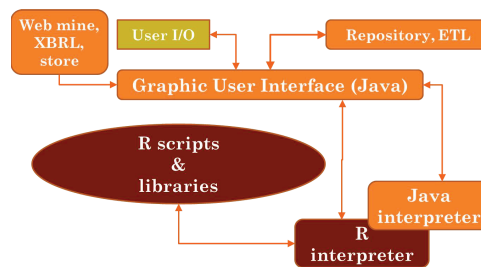 Web mine,
XBRL,
store
User I/O
Repository, ETL
Graphic User Interface (Java)
R scripts
&
libraries
Java
interpreter
R
interpreter